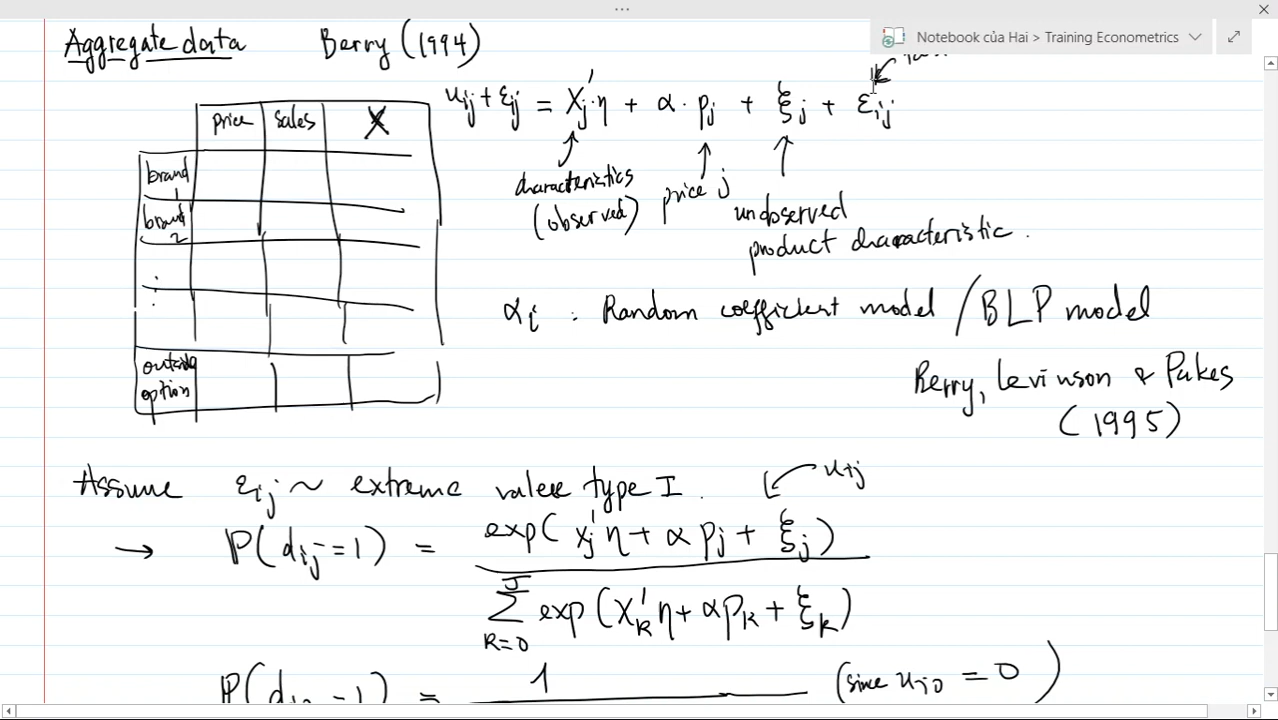 ...
Notebook của Hai > Training Econometrics
Aggregate data Berry (1994)
u_ij + ε_ij = X_j'·η + α·p_j + ξ_j + ε_ij
price sales X
brand 1
brand 2
⋮
outside option
characteristics (observed)
price j
undoserved product characteristic.
α_i : Random coefficient model / BLP model
Berry, Levinson & Pakes
(1995)
Assume ε_ij ~ extreme value type I. u_ij
→ P(d_ij = 1) = exp(x_j'η + α p_j + ξ_j) / Σ_{k=0}^{J} exp(X_k'η + αp_k + ξ_k)
1 (since u_i0 = 0)